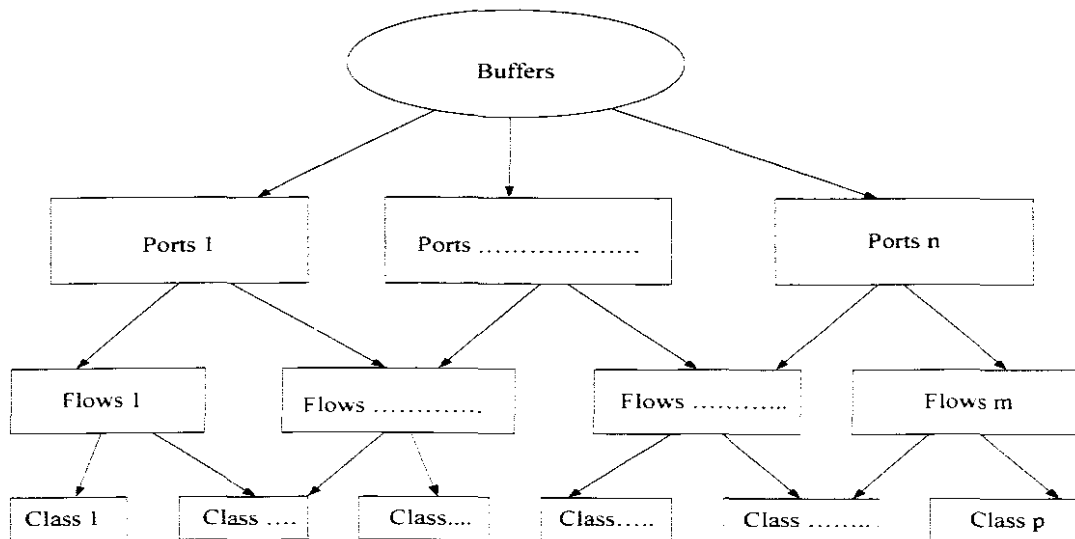 Buffers
Ports 1
Ports ....................
Ports n
Flows 1
Flows .............
Flows ...........
Flows m
Class 1
Class ....
Class....
Class.....
Class ........
Class p